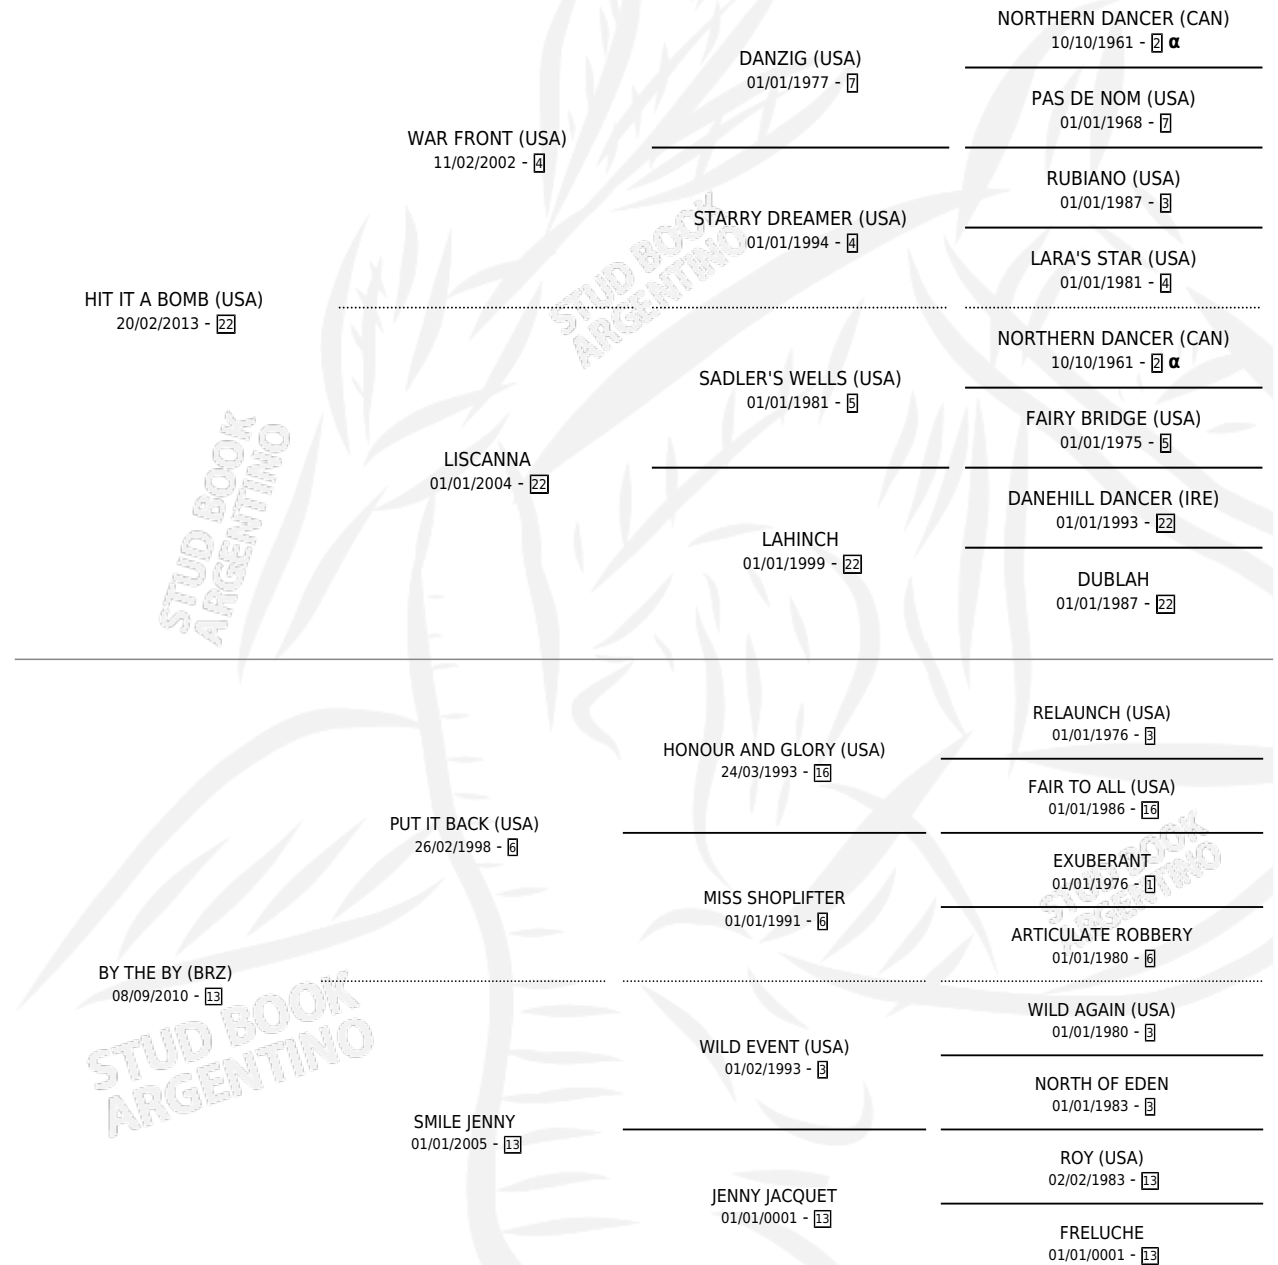 NORTHERN DANCER (CAN)
10/10/1961 - 2 α
DANZIG (USA)
01/01/1977 - 7
PAS DE NOM (USA)
01/01/1968 - 7
WAR FRONT (USA)
11/02/2002 - 4
RUBIANO (USA)
01/01/1987 - 3
STARRY DREAMER (USA)
01/01/1994 - 4
LARA'S STAR (USA)
01/01/1981 - 4
HIT IT A BOMB (USA)
20/02/2013 - 22
NORTHERN DANCER (CAN)
10/10/1961 - 2 α
SADLER'S WELLS (USA)
01/01/1981 - 5
FAIRY BRIDGE (USA)
01/01/1975 - 5
LISCANNA
01/01/2004 - 22
DANEHILL DANCER (IRE)
01/01/1993 - 22
LAHINCH
01/01/1999 - 22
DUBLAH
01/01/1987 - 22
RELAUNCH (USA)
01/01/1976 - 3
HONOUR AND GLORY (USA)
24/03/1993 - 16
FAIR TO ALL (USA)
01/01/1986 - 16
PUT IT BACK (USA)
26/02/1998 - 6
EXUBERANT
01/01/1976 - 1
MISS SHOPLIFTER
01/01/1991 - 6
ARTICULATE ROBBERY
01/01/1980 - 6
BY THE BY (BRZ)
08/09/2010 - 13
WILD AGAIN (USA)
01/01/1980 - 3
WILD EVENT (USA)
01/02/1993 - 3
NORTH OF EDEN
01/01/1983 - 3
SMILE JENNY
01/01/2005 - 13
ROY (USA)
02/02/1983 - 13
JENNY JACQUET
01/01/0001 - 13
FRELUCHE
01/01/0001 - 13
STUD BOOK
ARGENTINO
STUD BOOK
ARGENTINO
STUD BOOK
ARGENTINO
STUD BOOK
ARGENTINO